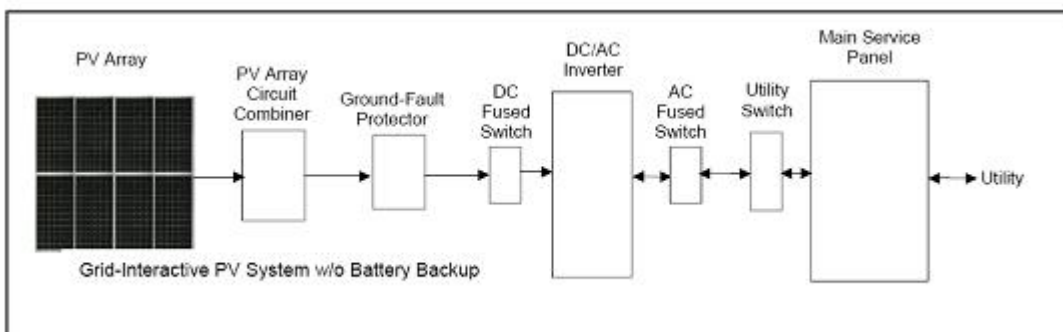 PV Array
PV Array
Circuit
Combiner
Ground-Fault
Protector
DC
Fused
Switch
DC/AC
Inverter
AC
Fused
Switch
Utility
Switch
Main Service
Panel
Utility
Grid-Interactive PV System w/o Battery Backup